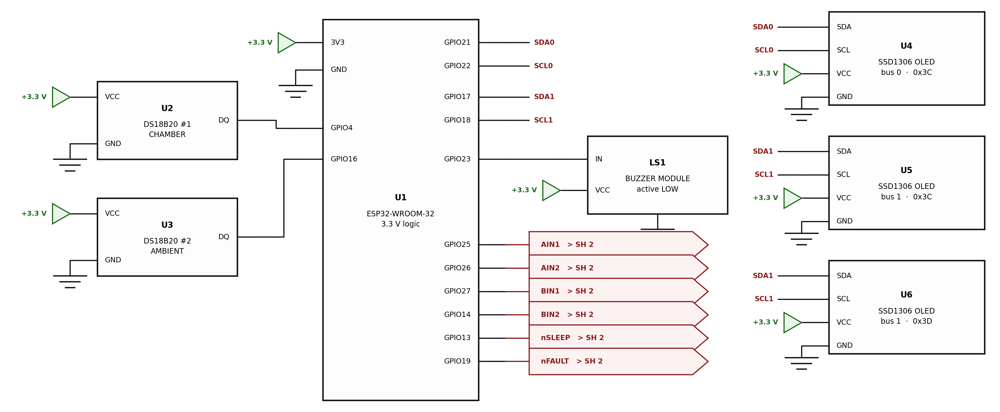 +3.3 V
VCC
GND
U2
DS18B20 #1
CHAMBER
DQ
+3.3 V
VCC
GND
U3
DS18B20 #2
AMBIENT
DQ
+3.3 V
3V3
GND
GPIO4
GPIO16
U1
ESP32-WROOM-32
3.3 V logic
GPIO21
SDA0
GPIO22
SCL0
GPIO17
SDA1
GPIO18
SCL1
GPIO23
GPIO25
AIN1 > SH 2
GPIO26
AIN2 > SH 2
GPIO27
BIN1 > SH 2
GPIO14
BIN2 > SH 2
GPIO13
nSLEEP > SH 2
GPIO19
nFAULT > SH 2
IN
+3.3 V
VCC
LS1
BUZZER MODULE
active LOW
SDA0
SDA
SCL0
SCL
+3.3 V
VCC
GND
U4
SSD1306 OLED
bus 0 · 0x3C
SDA1
SDA
SCL1
SCL
+3.3 V
VCC
GND
U5
SSD1306 OLED
bus 1 · 0x3C
SDA1
SDA
SCL1
SCL
+3.3 V
VCC
GND
U6
SSD1306 OLED
bus 1 · 0x3D